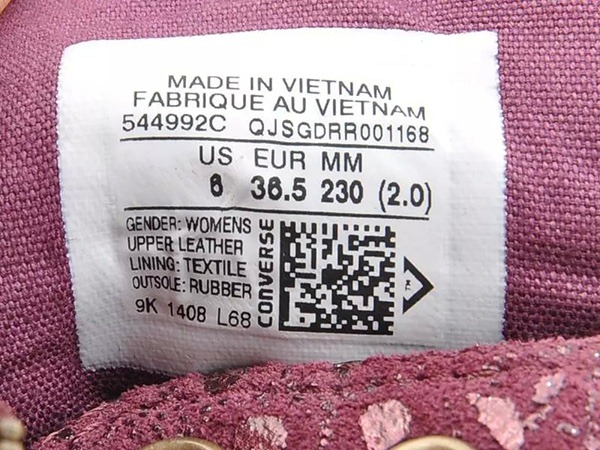 MADE IN VIETNAM
FABRIQUE AU VIETNAM
544992C QJSGDRR001168
US EUR MM
6 36.5 230 (2.0)
GENDER: WOMENS
UPPER: LEATHER
LINING: TEXTILE
OUTSOLE: RUBBER
9K 1408 L68
CONVERSE